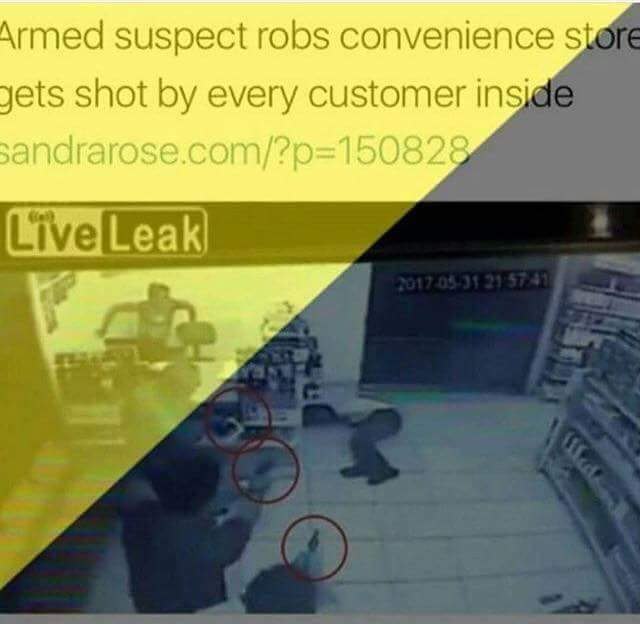 Armed suspect robs convenience store
gets shot by every customer inside
sandrarose.com/?p=150828
LiveLeak
2017-05-31 21:57:41